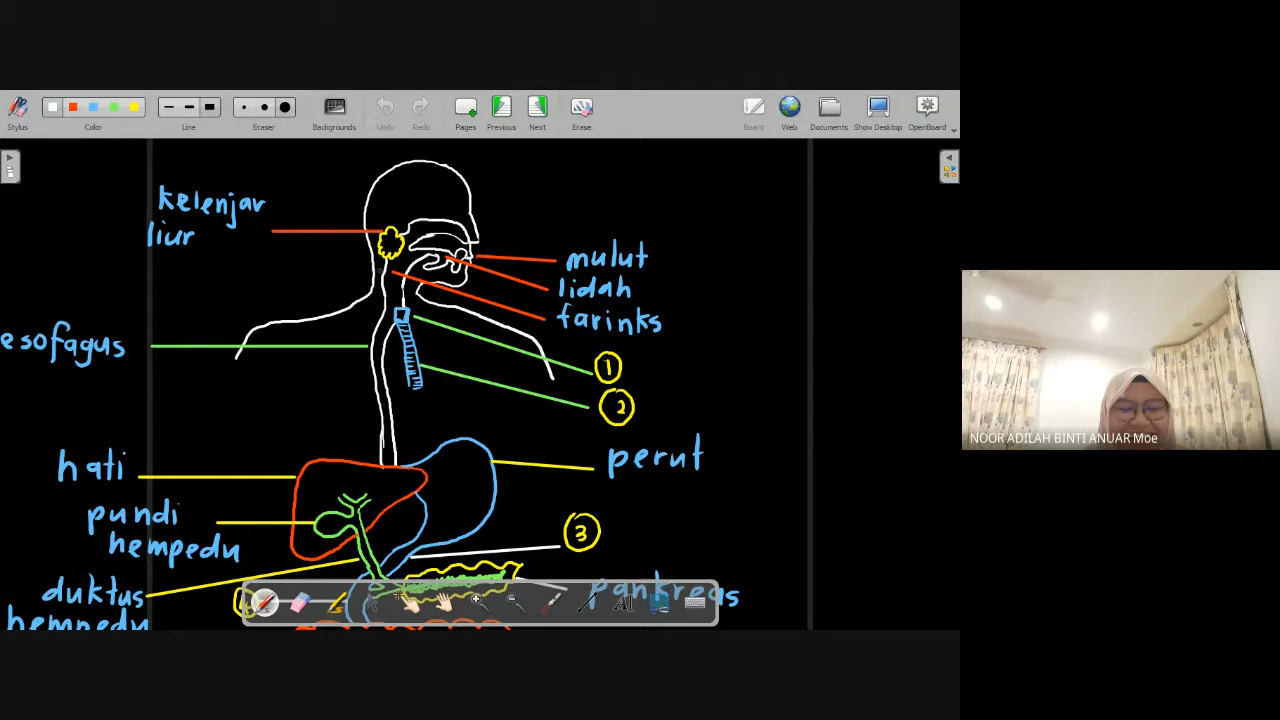 Stylus
Color
Line
Eraser
Backgrounds
Undo
Redo
Pages
Previous
Next
Erase
Board
Web
Documents
Show Desktop
OpenBoard
kelenjar
liur
mulut
lidah
farinks
esofagus
1
2
hati
perut
pundi
hempedu
3
duktus
hempedu
pankreas
AI
NOOR ADILAH BINTI ANUAR Moe